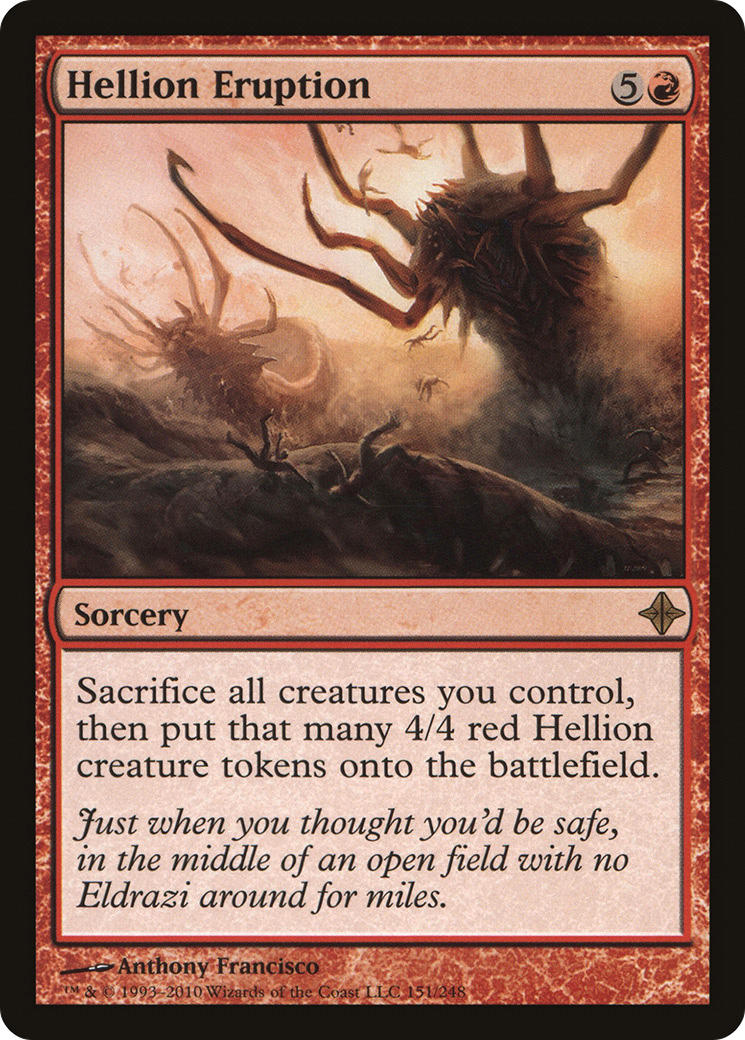 Hellion Eruption 5
Sorcery
Sacrifice all creatures you control,
then put that many 4/4 red Hellion
creature tokens onto the battlefield.
Just when you thought you'd be safe,
in the middle of an open field with no
Eldrazi around for miles.
Anthony Francisco
™ & © 1993–2010 Wizards of the Coast LLC 151/248